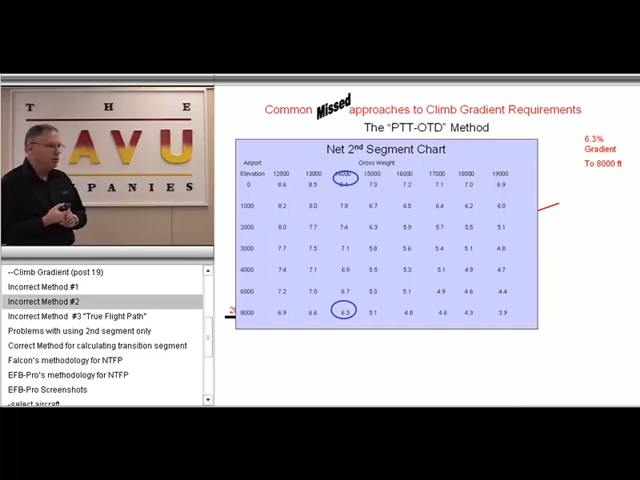 Common Missed approaches to Climb Gradient Requirements
The "PTT-OTD" Method
T H E
AVU
PANIES
Net 2nd Segment Chart
Airport Gross Weight
Elevation 12500 13000 14000 15000 16000 17000 18000 19000
0 8.6 8.5 7.3 7.2 7.1 7.0 6.9
1000 8.2 8.0 7.9 6.7 6.5 6.4 6.2 6.0
2000 8.0 7.7 7.4 6.3 5.9 5.7 5.5 5.1
3000 7.7 7.5 7.1 5.8 5.6 5.4 5.1 4.8
4000 7.4 7.1 6.9 5.5 5.3 5.1 4.9 4.7
6000 7.2 7.0 6.7 5.3 5.1 4.9 4.6 4.4
8000 6.9 6.6 6.3 5.1 4.8 4.6 4.3 3.9
6.3%
Gradient
To 8000 ft
--Climb Gradient (post 19)
Incorrect Method #1
Incorrect Method #2
Incorrect Method #3 "True Flight Path"
Problems with using 2nd segment only
Correct Method for calculating transition segment
Falcon's methodology for NTFP
EFB-Pro's methodology for NTFP
EFB-Pro Screenshots
-select aircraft